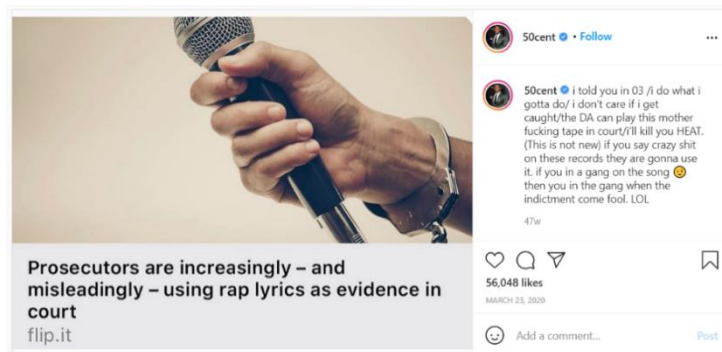 Prosecutors are increasingly – and
misleadingly – using rap lyrics as evidence in
court
flip.it
50cent • Follow
50cent i told you in 03 /i do what i
gotta do/ i don't care if i get
caught/the DA can play this mother
fucking tape in court/i'll kill you HEAT.
(This is not new) if you say crazy shit
on these records they are gonna use
it. if you in a gang on the song 😟
then you in the gang when the
indictment come fool. LOL
47w
56,048 likes
MARCH 23, 2020
Add a comment...
Post